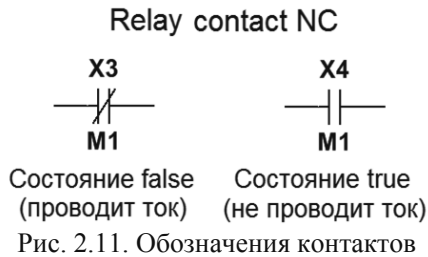 Relay contact NC
X3 X4
M1 M1
Состояние false Состояние true
(проводит ток) (не проводит ток)
Рис. 2.11. Обозначения контактов